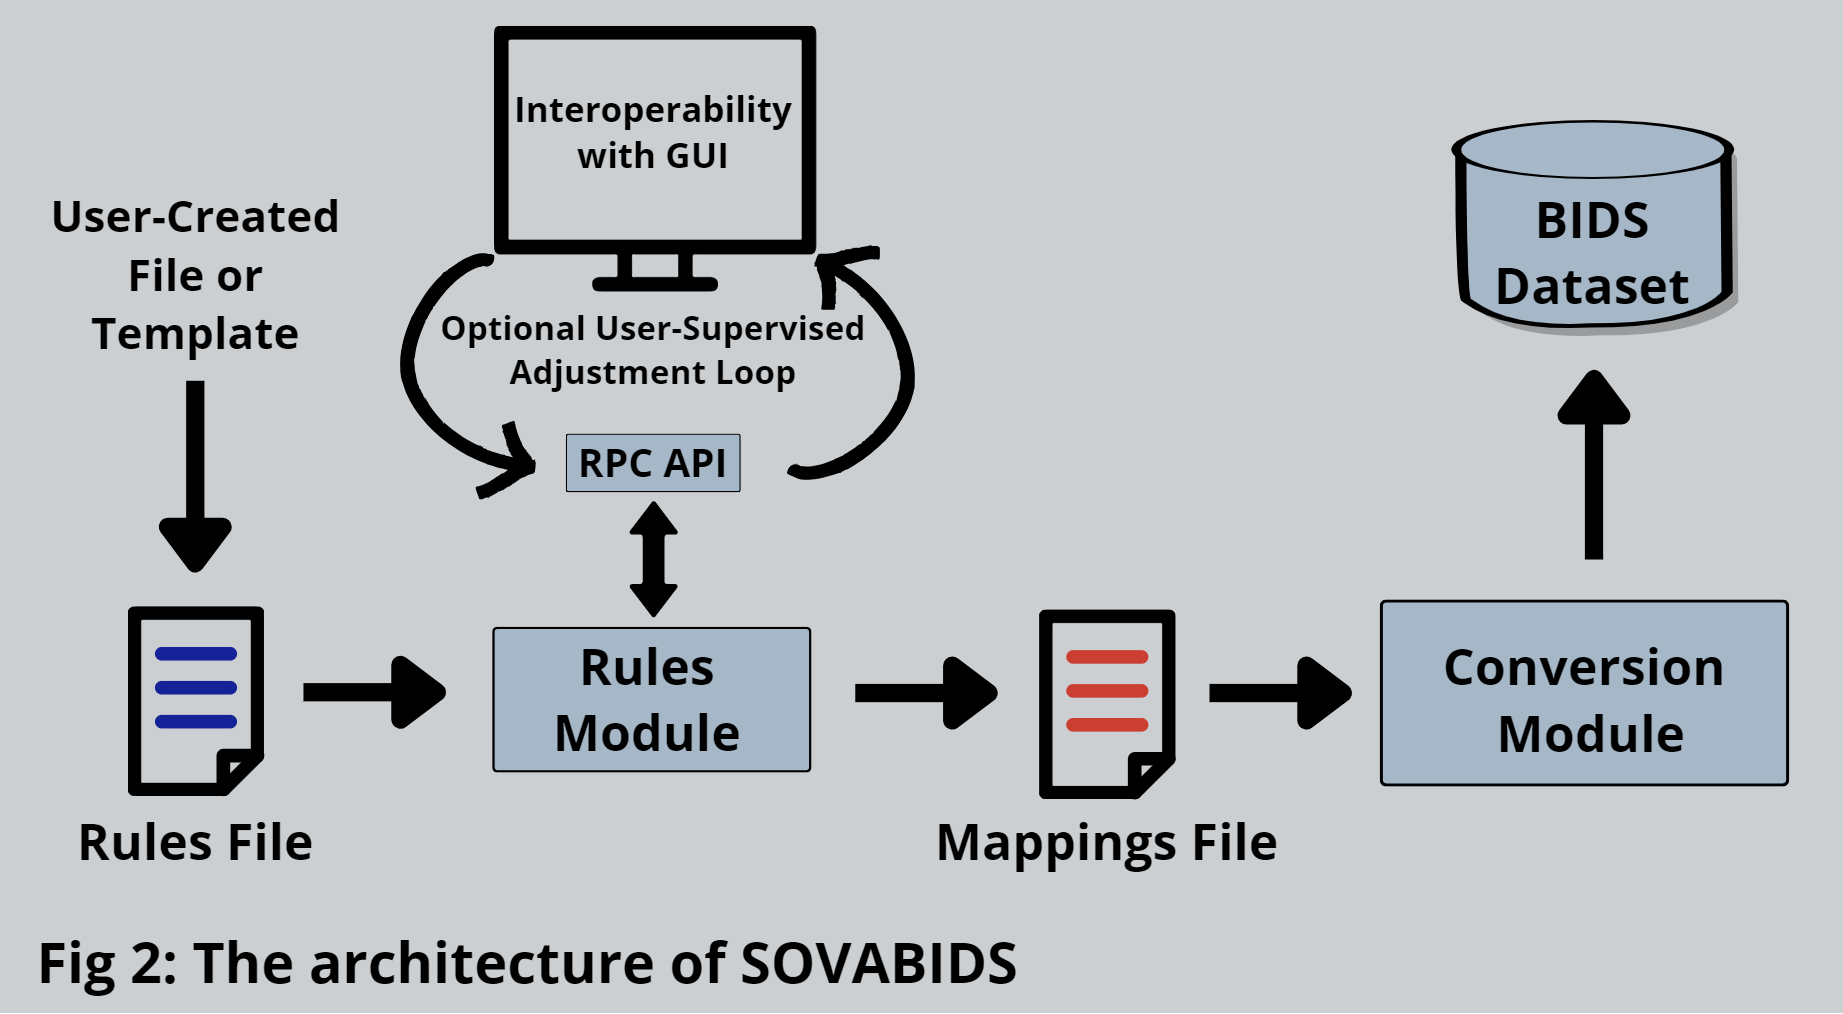 Interoperability
with GUI
User-Created
File or
Template
Optional User-Supervised
Adjustment Loop
RPC API
BIDS
Dataset
Rules
Module
Conversion
Module
Rules File
Mappings File
Fig 2: The architecture of SOVABIDS